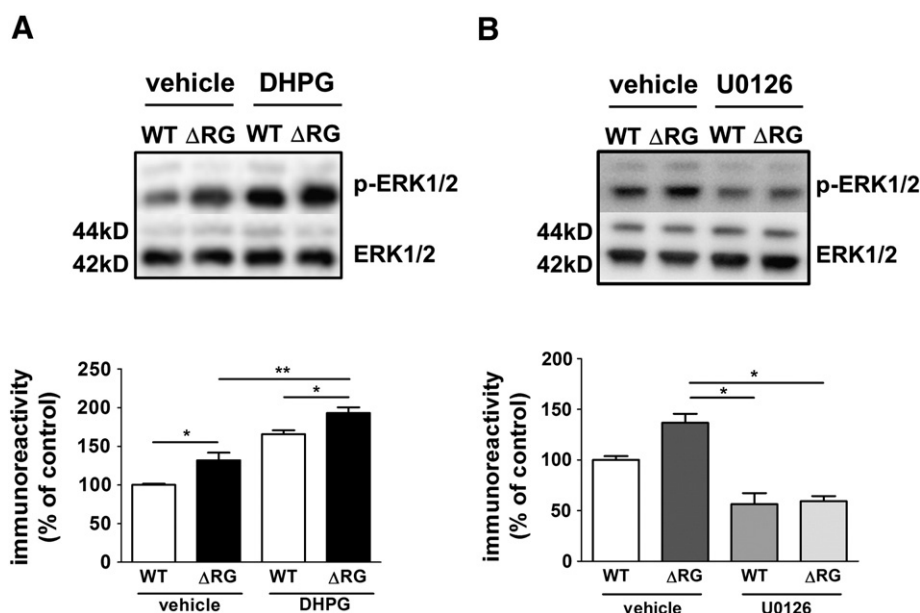 A
vehicle DHPG
WT ΔRG WT ΔRG
p-ERK1/2
44kD
42kD
ERK1/2
immunoreactivity
(% of control)
250
200
150
100
50
0
*
**
*
WT ΔRG WT ΔRG
vehicle DHPG
B
vehicle U0126
WT ΔRG WT ΔRG
p-ERK1/2
44kD
42kD
ERK1/2
immunoreactivity
(% of control)
200
150
100
50
0
*
*
WT ΔRG WT ΔRG
vehicle U0126